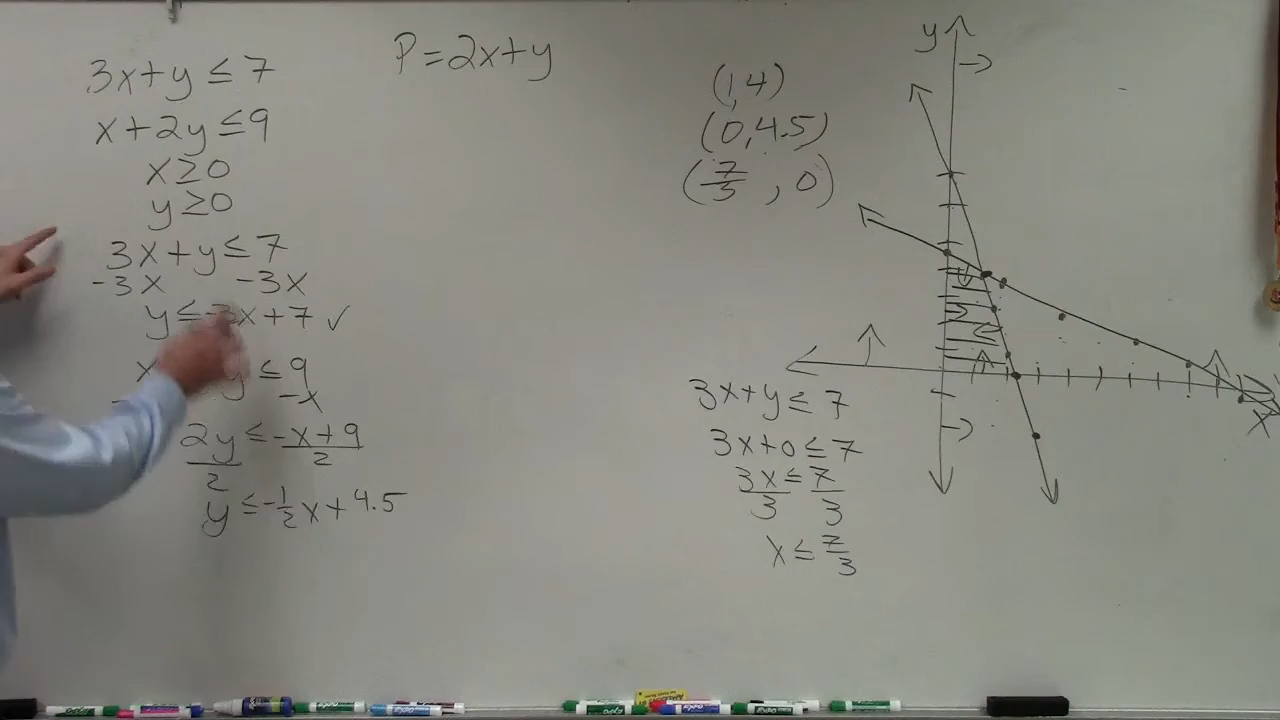 3x+y ≤ 7
x+2y ≤ 9
x ≥ 0
y ≥ 0
3x+y ≤ 7
-3x -3x
y ≤ -3x+7 ✓
x y ≤ 9
-x
2y ≤ -x+9
2 2
y ≤ -1/2x+4.5
P=2x+y
(1,4)
(0,4.5)
(7/3, 0)
3x+y ≤ 7
3x+0 ≤ 7
3x ≤ 7
3 3
x ≤ 7/3
y
x